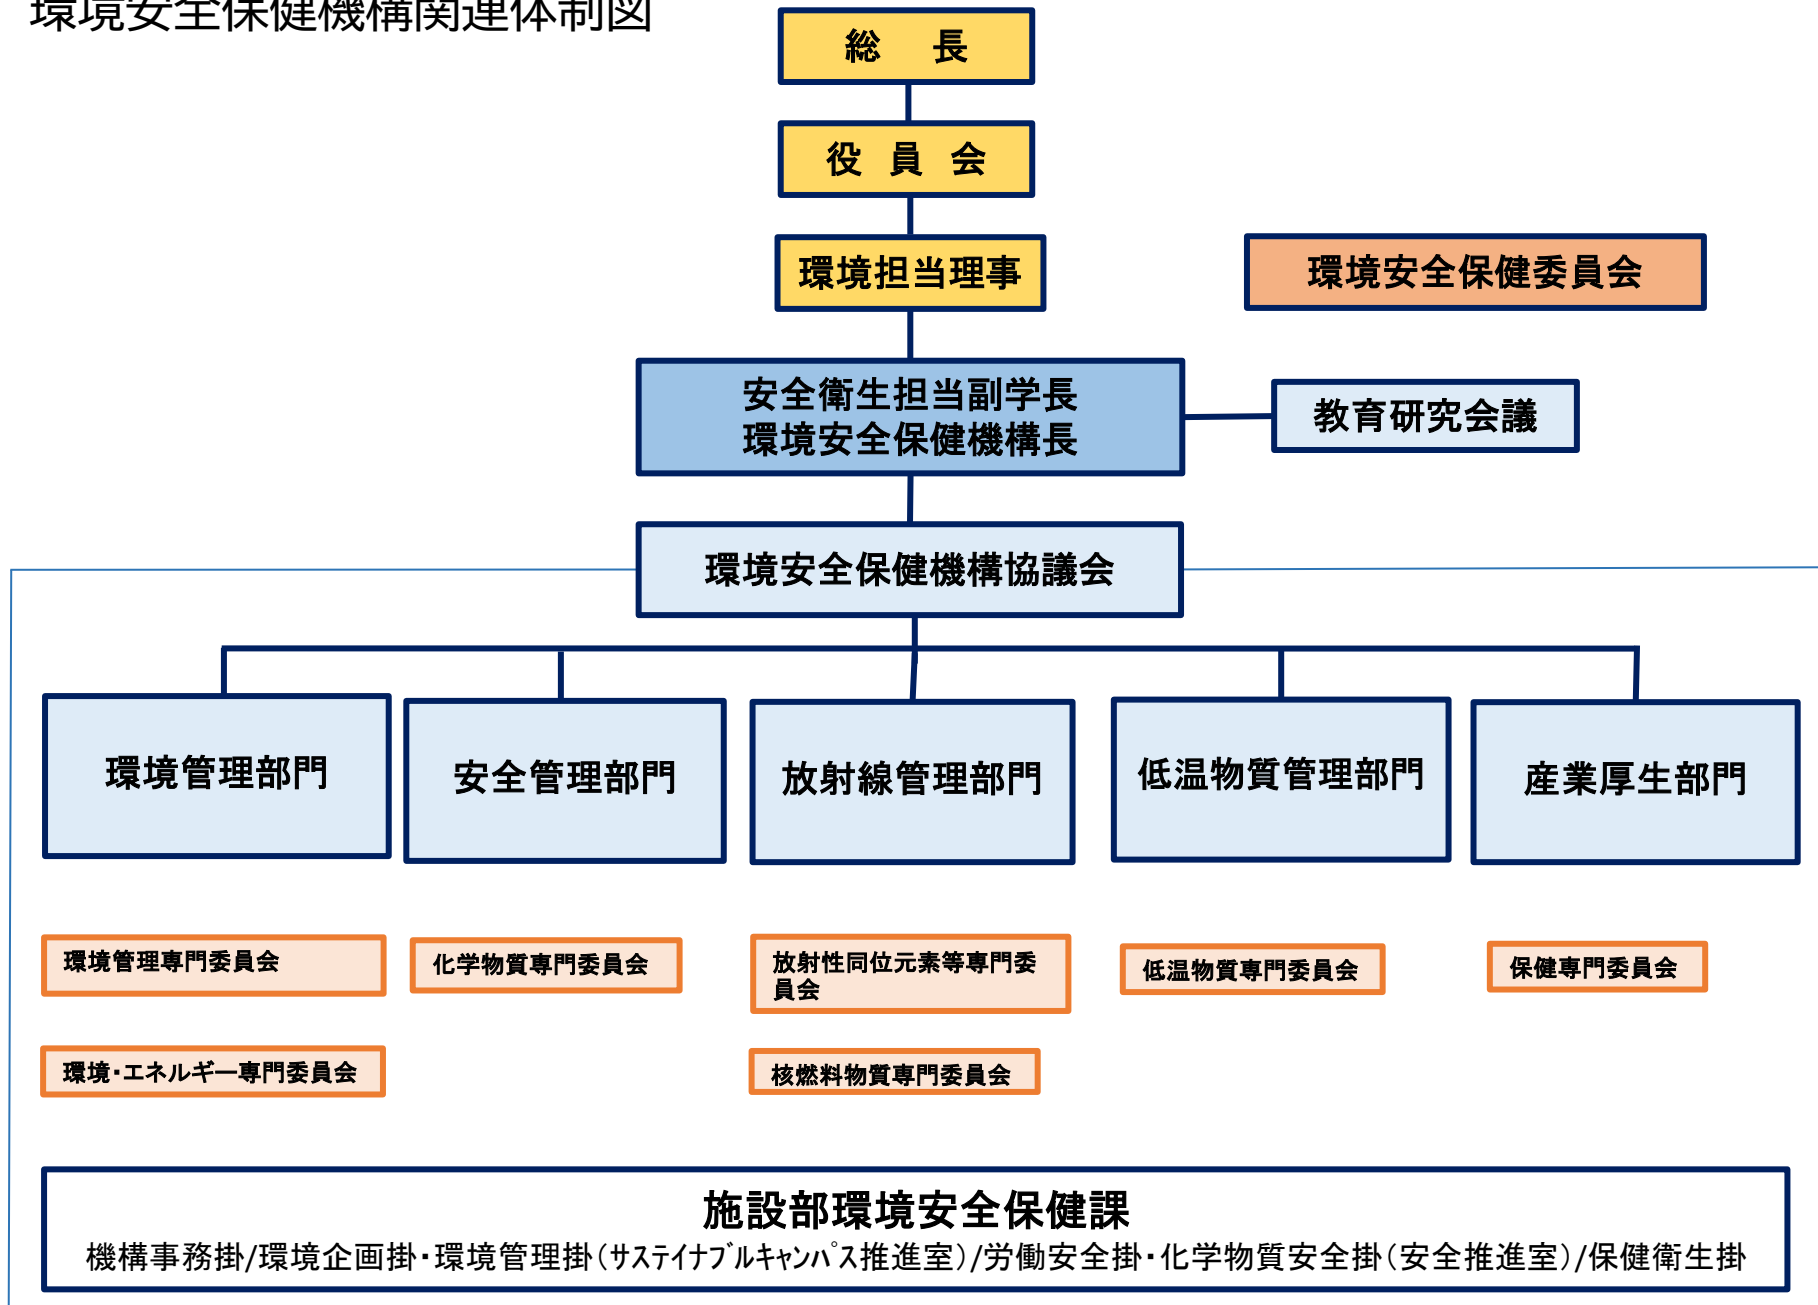 環境安全保健機構関連体制図
総 長
役 員 会
環境担当理事
環境安全保健委員会
安全衛生担当副学長
環境安全保健機構長
教育研究会議
環境安全保健機構協議会
環境管理部門
安全管理部門
放射線管理部門
低温物質管理部門
産業厚生部門
環境管理専門委員会
化学物質専門委員会
放射性同位元素等専門委
員会
低温物質専門委員会
保健専門委員会
環境・エネルギー専門委員会
核燃料物質専門委員会
施設部環境安全保健課
機構事務掛/環境企画掛・環境管理掛(ｻｽﾃｲﾅﾌﾞﾙｷｬﾝﾊﾟｽ推進室)/労働安全掛・化学物質安全掛(安全推進室)/保健衛生掛